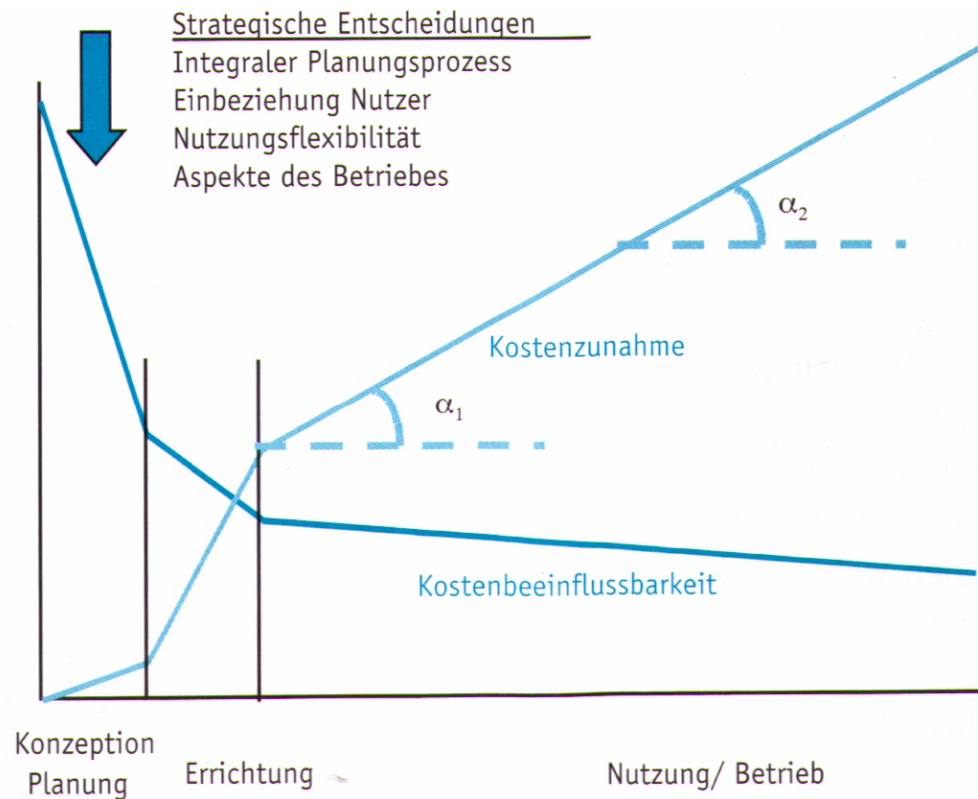 Strategische Entscheidungen
Integraler Planungsprozess
Einbeziehung Nutzer
Nutzungsflexibilität
Aspekte des Betriebes
α₂
Kostenzunahme
α₁
Kostenbeeinflussbarkeit
Konzeption
Planung
Errichtung
Nutzung/ Betrieb